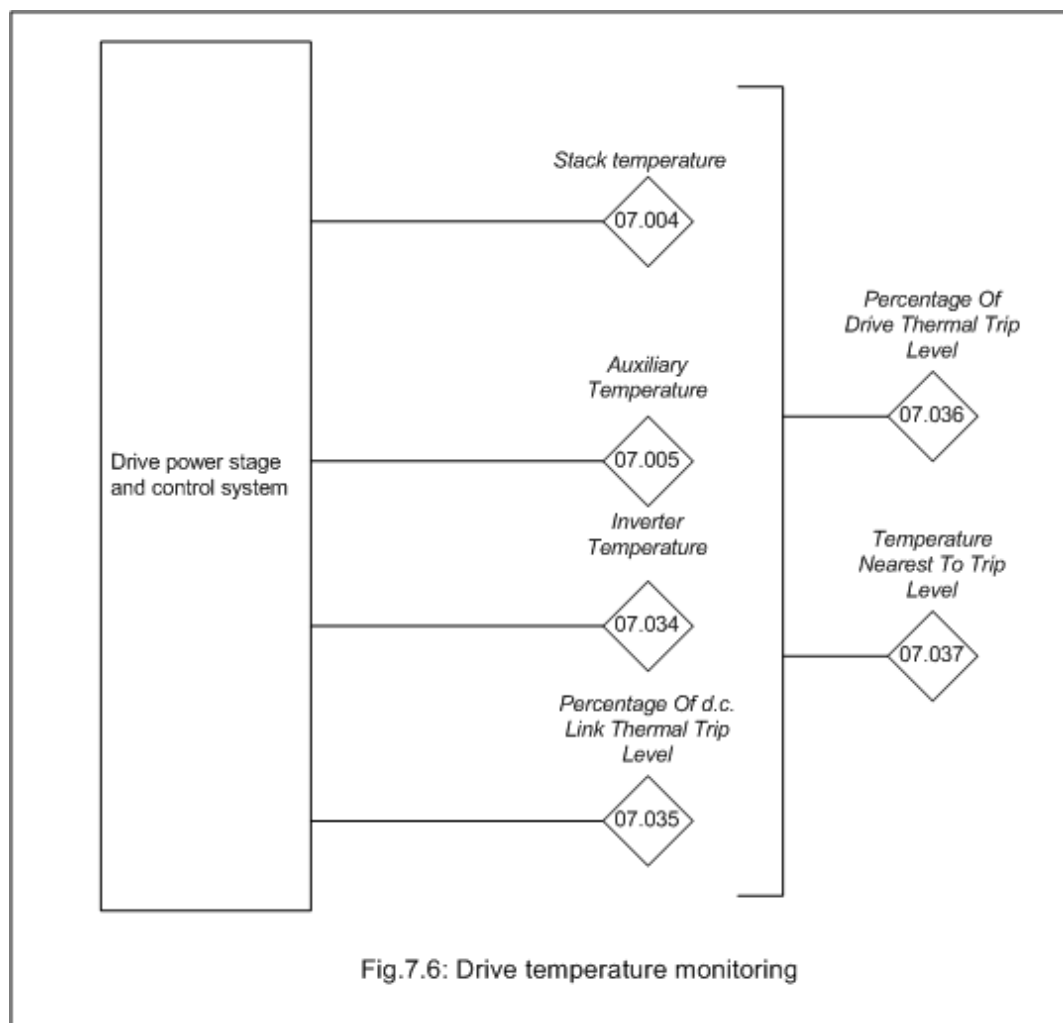 Stack temperature
07.004
Percentage Of
Drive Thermal Trip
Level
07.036
Auxiliary
Temperature
07.005
Drive power stage
and control system
Inverter
Temperature
07.034
Temperature
Nearest To Trip
Level
07.037
Percentage Of d.c.
Link Thermal Trip
Level
07.035
Fig.7.6: Drive temperature monitoring